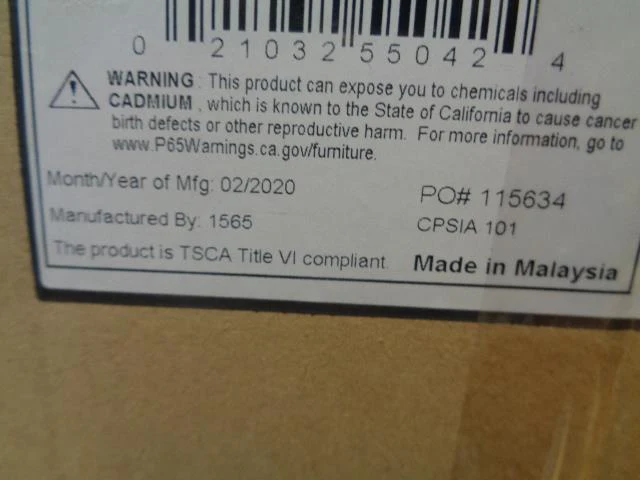 0 21032 55042 4
WARNING : This product can expose you to chemicals including
CADMIUM , which is known to the State of California to cause cancer
birth defects or other reproductive harm. For more information, go to
www.P65Warnings.ca.gov/furniture.
Month/Year of Mfg: 02/2020
PO# 115634
Manufactured By: 1565
CPSIA 101
The product is TSCA Title VI compliant
Made in Malaysia